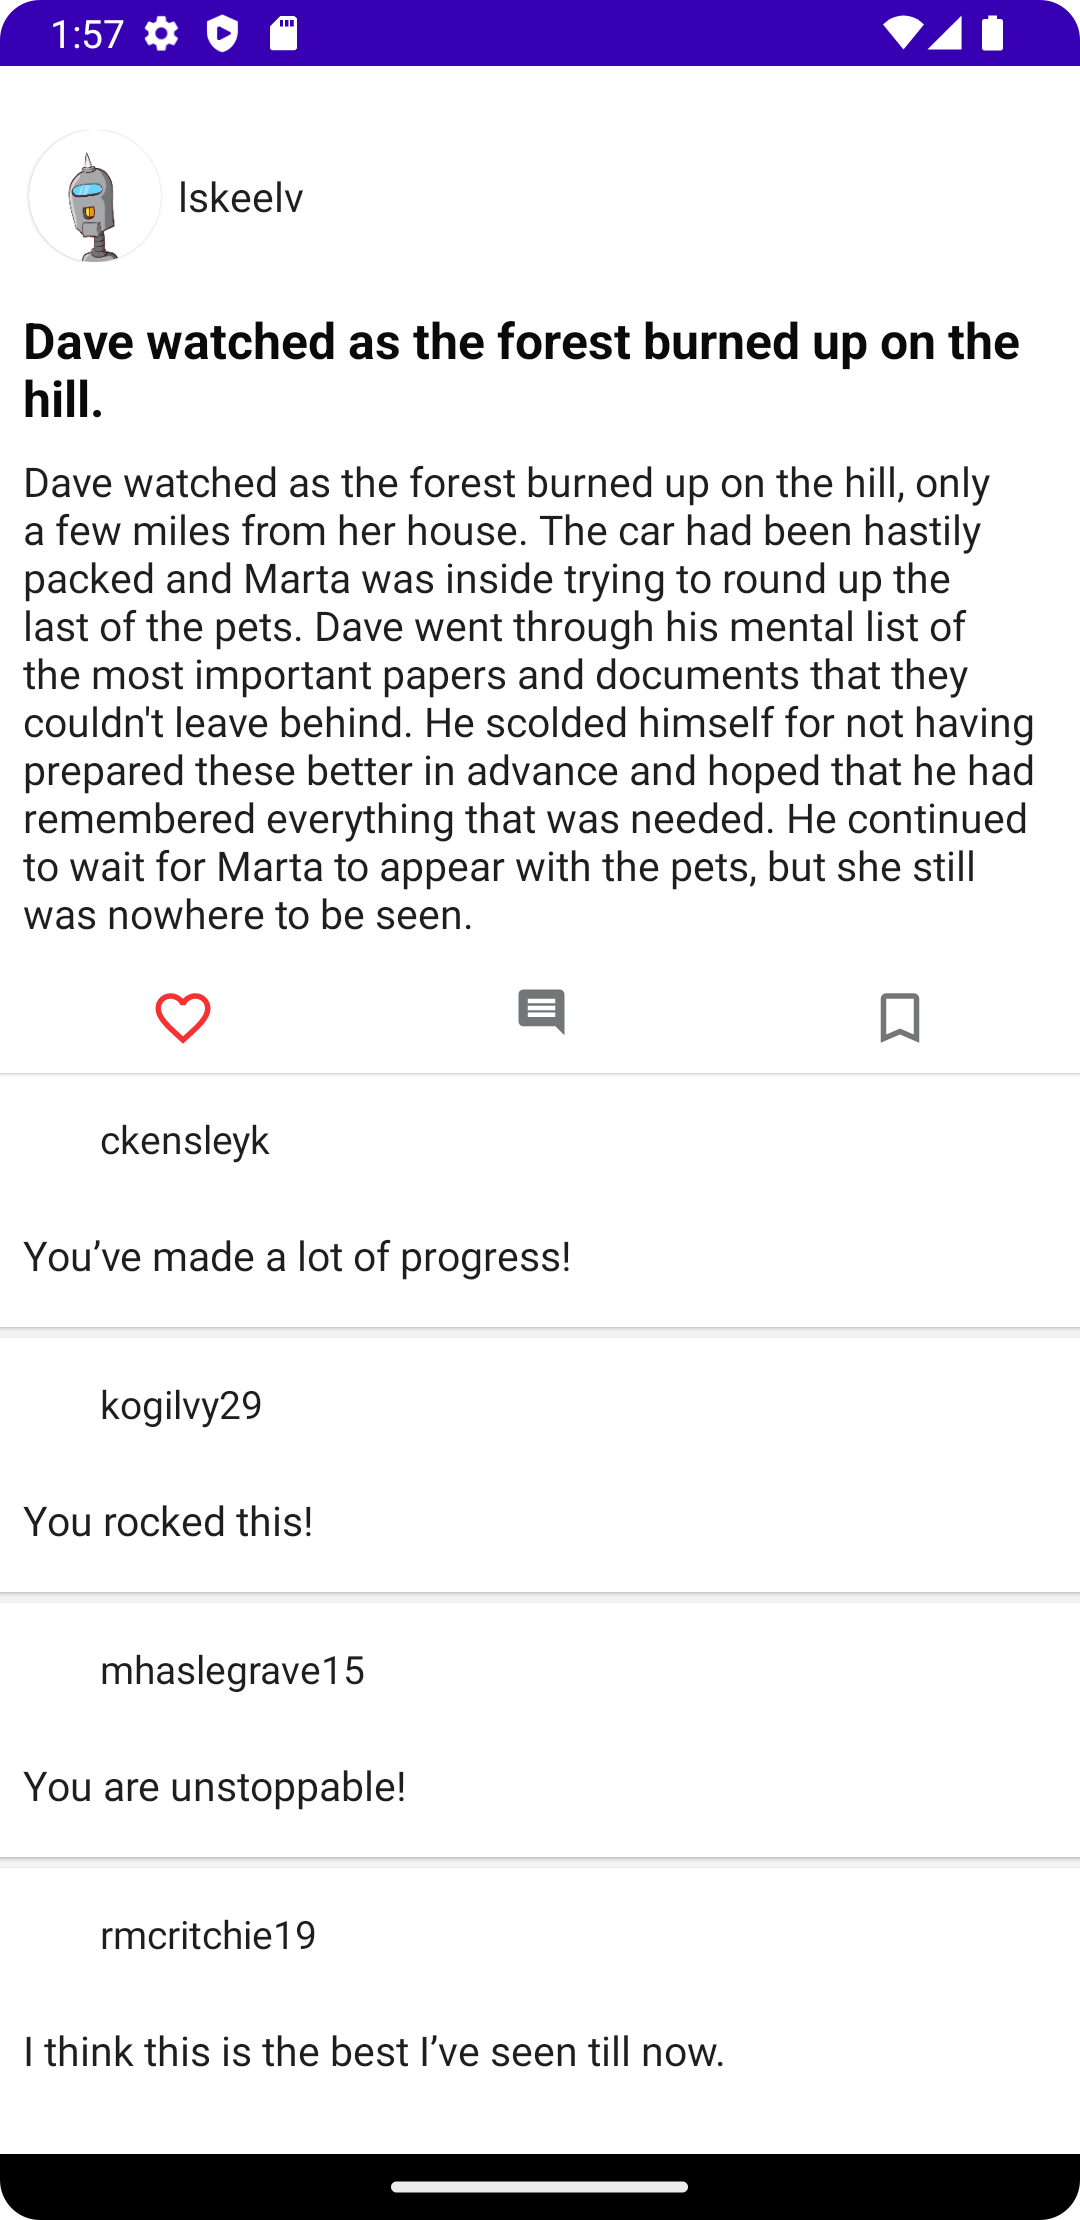 1:57
lskeelv
Dave watched as the forest burned up on the
hill.
Dave watched as the forest burned up on the hill, only
a few miles from her house. The car had been hastily
packed and Marta was inside trying to round up the
last of the pets. Dave went through his mental list of
the most important papers and documents that they
couldn't leave behind. He scolded himself for not having
prepared these better in advance and hoped that he had
remembered everything that was needed. He continued
to wait for Marta to appear with the pets, but she still
was nowhere to be seen.
ckensleyk
You’ve made a lot of progress!
kogilvy29
You rocked this!
mhaslegrave15
You are unstoppable!
rmcritchie19
I think this is the best I’ve seen till now.